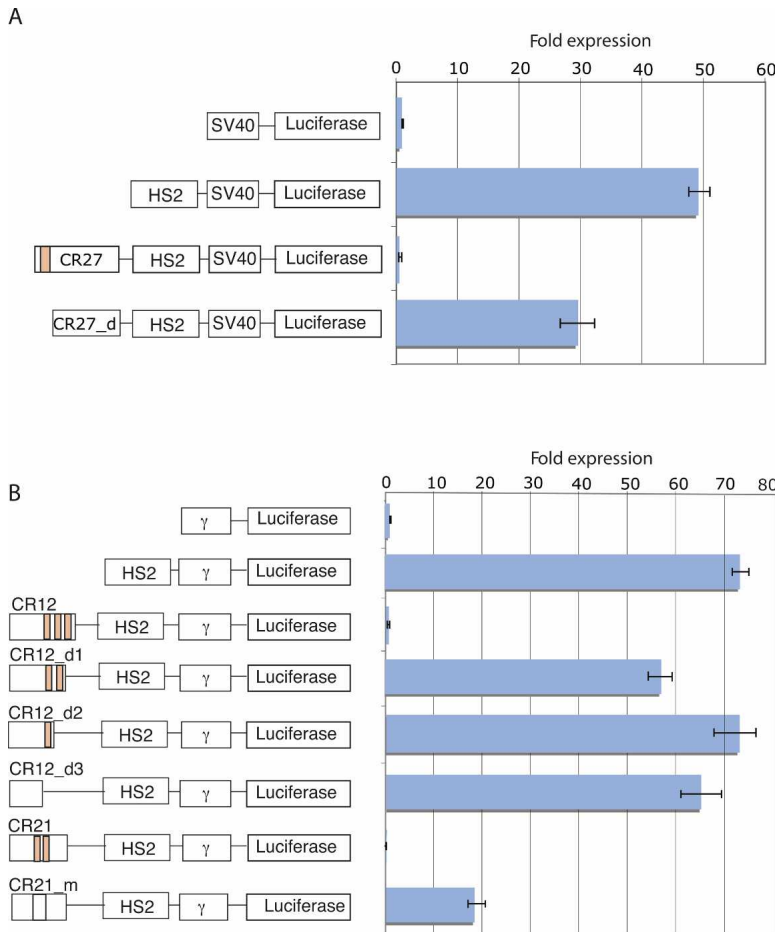 A
Fold expression
0 10 20 30 40 50 60
SV40 Luciferase
HS2 SV40 Luciferase
CR27 HS2 SV40 Luciferase
CR27_d HS2 SV40 Luciferase
B
Fold expression
0 10 20 30 40 50 60 70 80
γ Luciferase
HS2 γ Luciferase
CR12
HS2 γ Luciferase
CR12_d1
HS2 γ Luciferase
CR12_d2
HS2 γ Luciferase
CR12_d3
HS2 γ Luciferase
CR21
HS2 γ Luciferase
CR21_m
HS2 γ Luciferase